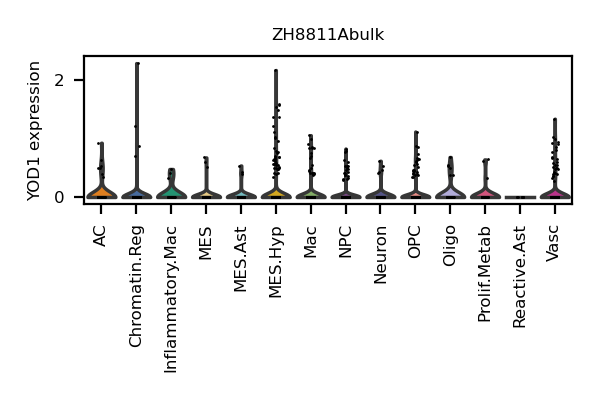 ZH8811Abulk
YOD1 expression
2
0
AC
Chromatin.Reg
Inflammatory.Mac
MES
MES.Ast
MES.Hyp
Mac
NPC
Neuron
OPC
Oligo
Prolif.Metab
Reactive.Ast
Vasc